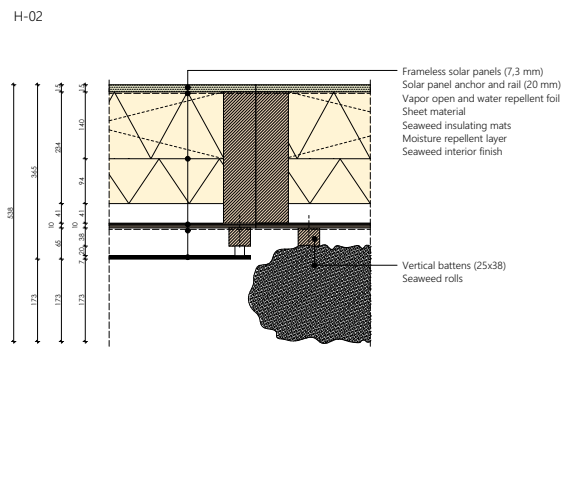 H-02
Frameless solar panels (7,3 mm)
Solar panel anchor and rail (20 mm)
Vapor open and water repellent foil
Sheet material
Seaweed insulating mats
Moisture repellent layer
Seaweed interior finish
Vertical battens (25x38)
Seaweed rolls
538
365
173
15
234
41
10
65
173
15
140
94
41
10
38
20
7
173